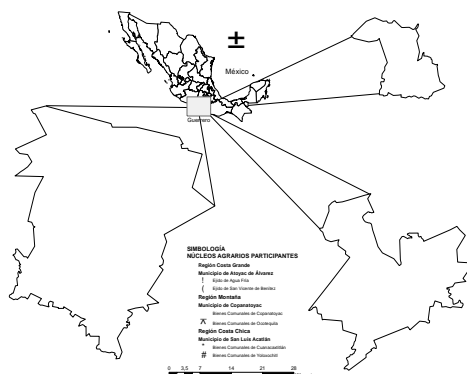 ±
México
Guerrero
SIMBOLOGÍA
NÚCLEOS AGRARIOS PARTICIPANTES
Región Costa Grande
Municipio de Atoyac de Álvarez
! Ejido de Agua Fría
( Ejido de San Vicente de Benítez
Región Montaña
Municipio de Copanatoyac
Bienes Comunales de Copanatoyac
Bienes Comunales de Ocotequila
Región Costa Chica
Municipio de San Luis Acatlán
* Bienes Comunales de Cuanacaxtitlán
# Bienes Comunales de Yoloxochitl
0 3,5 7 14 21 28